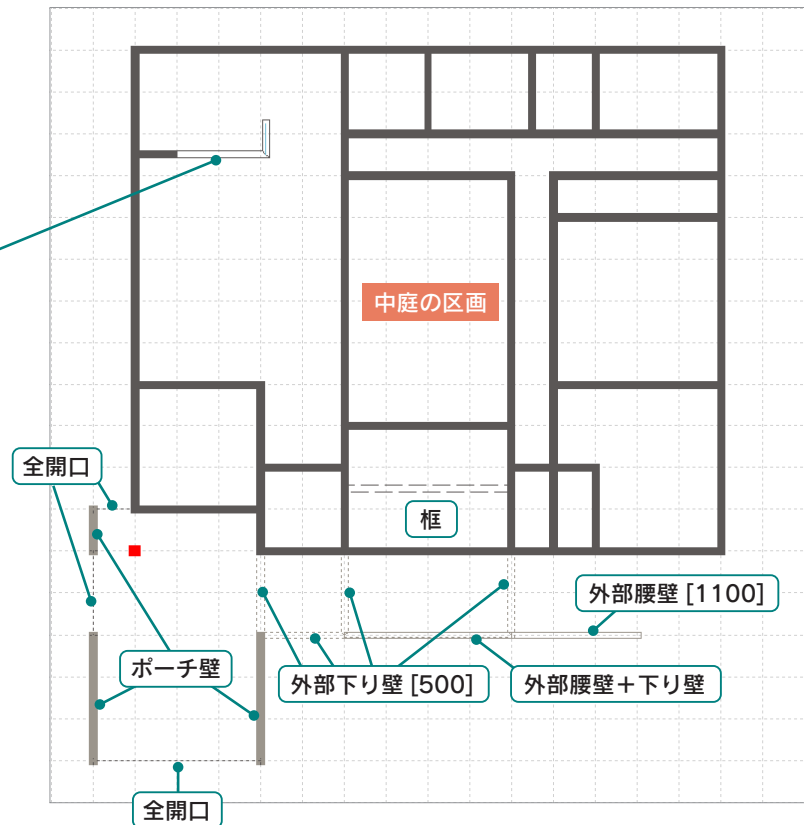 中庭の区画
全開口
框
外部腰壁 [1100]
ポーチ壁
外部下り壁 [500]
外部腰壁＋下り壁
全開口